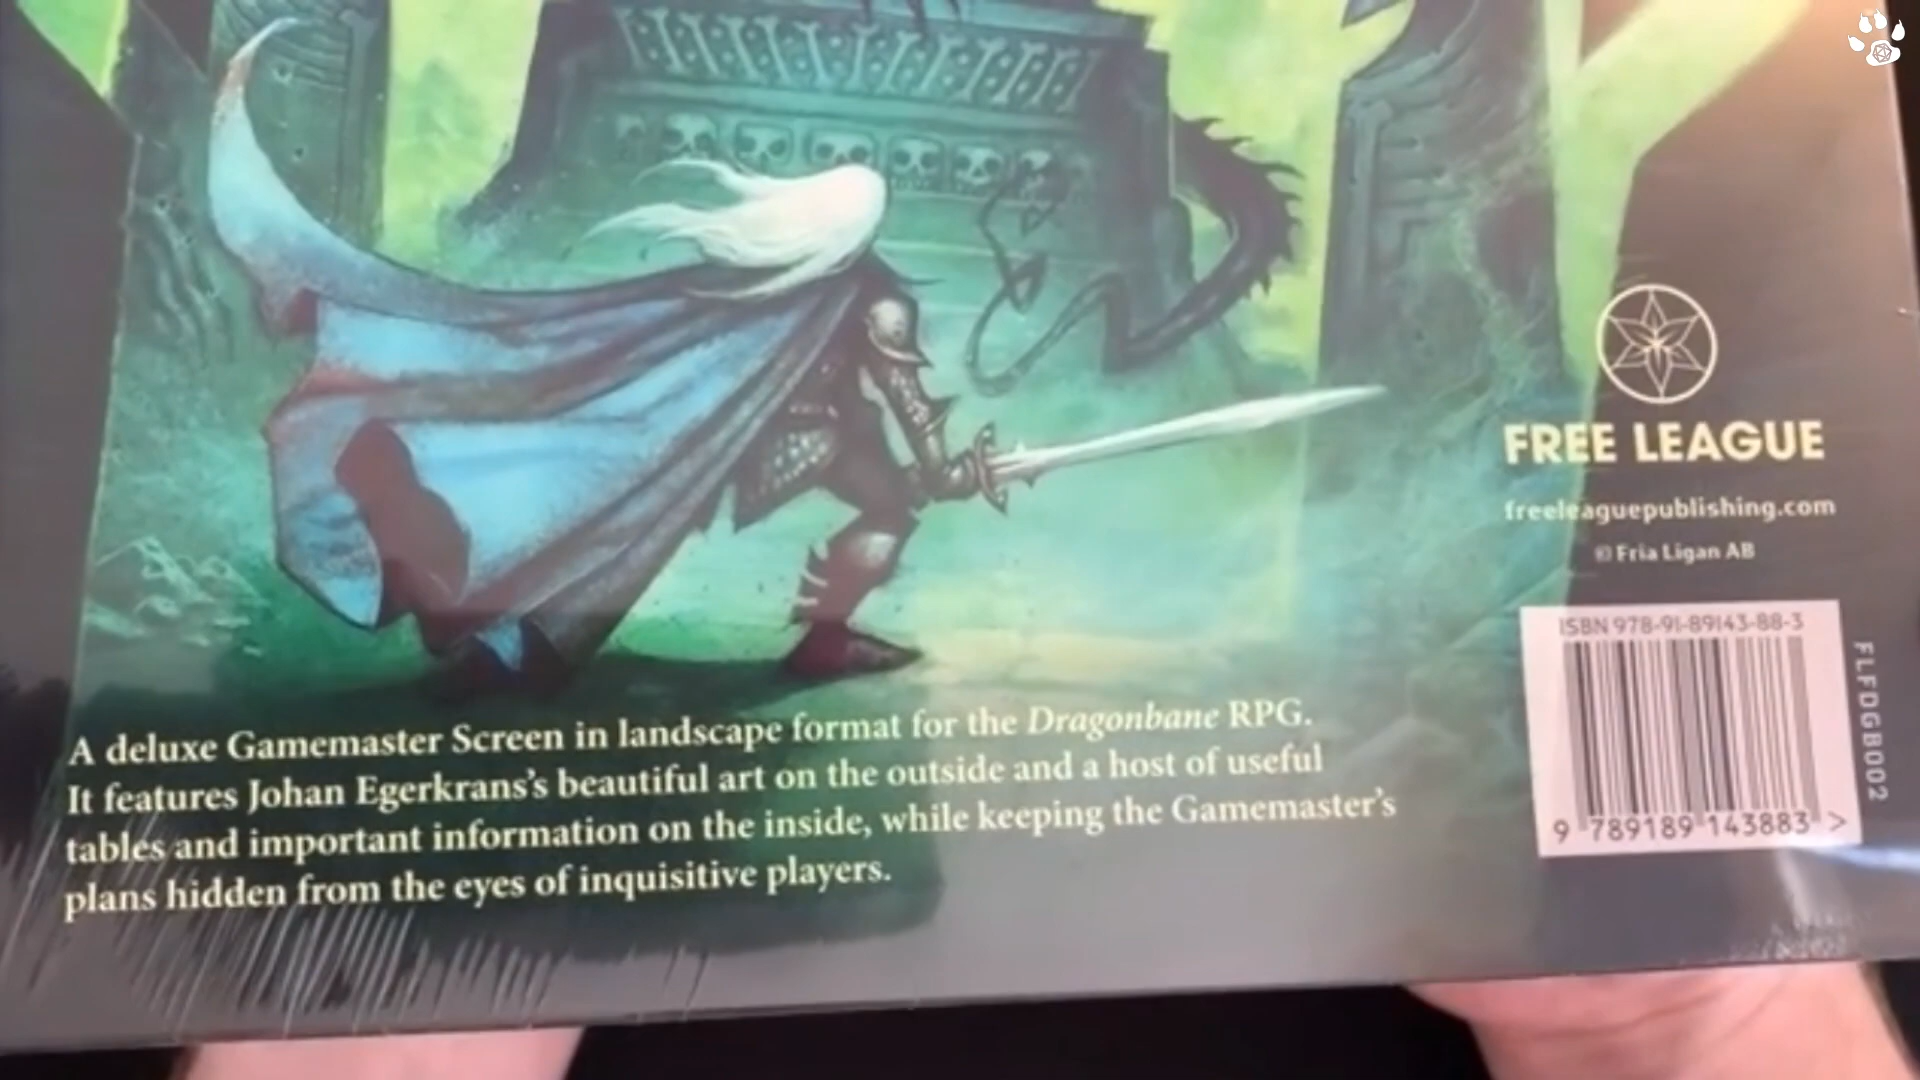 FREE LEAGUE
freeleaguepublishing.com
© Fria Ligan AB
ISBN 978-91-89143-88-3
9 789189 143883 >
FLFDGB002
A deluxe Gamemaster Screen in landscape format for the Dragonbane RPG.
It features Johan Egerkrans's beautiful art on the outside and a host of useful
tables and important information on the inside, while keeping the Gamemaster's
plans hidden from the eyes of inquisitive players.